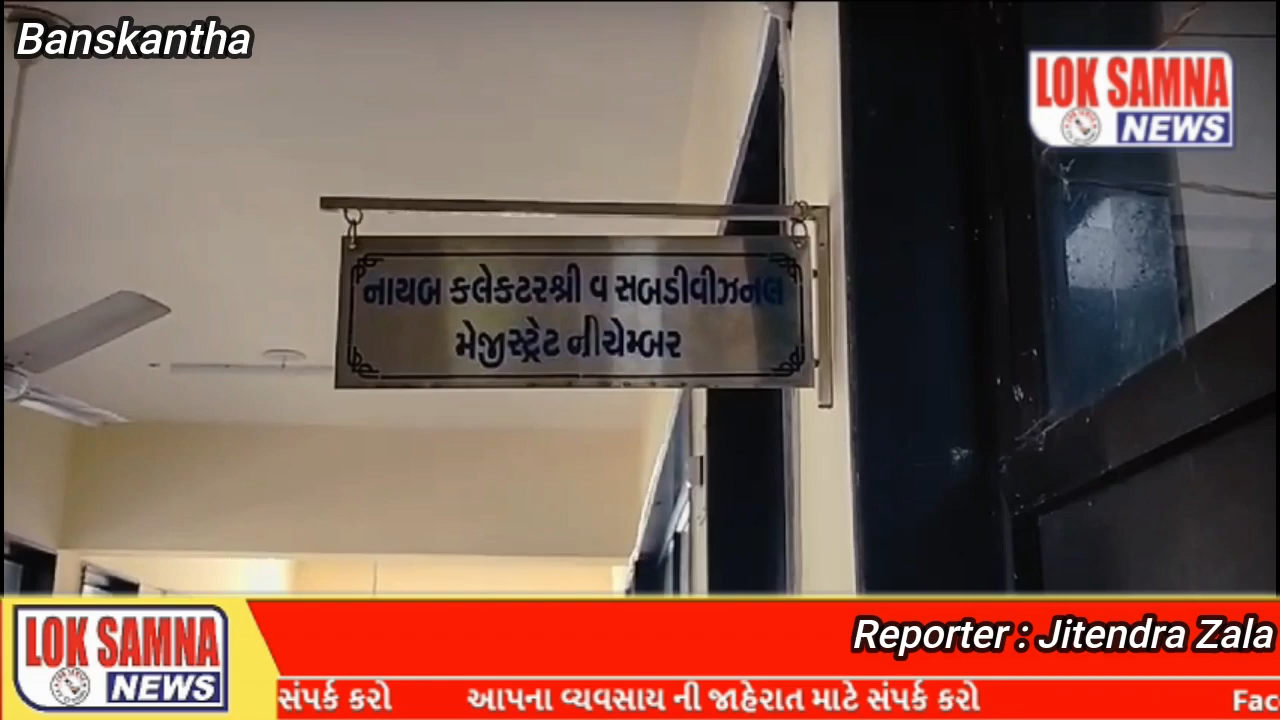 Banskantha
LOK SAMNA
NEWS
નાયબ કલેકટરશ્રી વ સબડીવીઝનલ
મેજીસ્ટ્રેટ નીચેમ્બર
Reporter : Jitendra Zala
LOK SAMNA
NEWS
સંપર્ક કરો આપના વ્યવસાય ની જાહેરાત માટે સંપર્ક કરો Fac